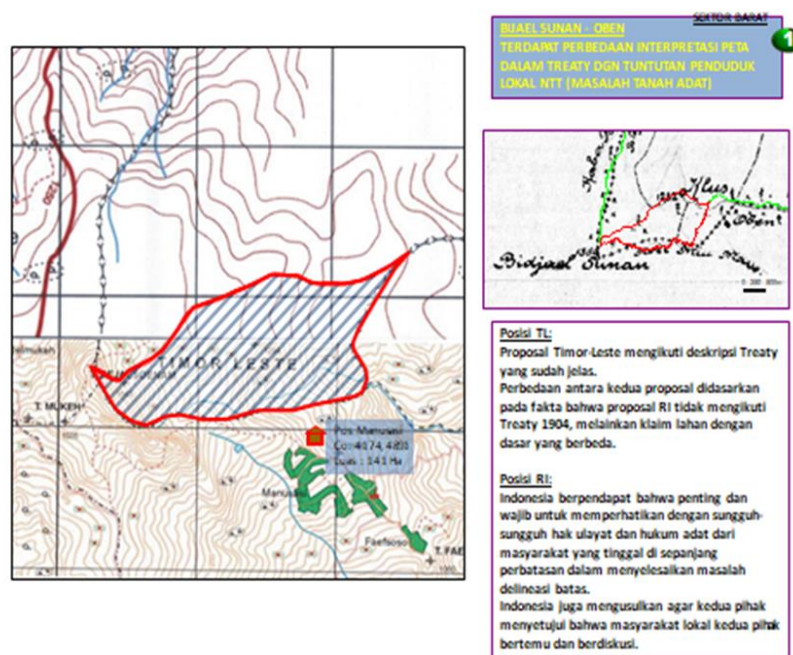 SEKTOR BARAT
BIJAEL SUNAN - OBEN
1
TERDAPAT PERBEDAAN INTERPRETASI PETA
DALAM TREATY DGN TUNTUTAN PENDUDUK
LOKAL NTT (MASALAH TANAH ADAT)
Bidjael Sunan
Posisi TL:
Proposal Timor-Leste mengikuti deskripsi Treaty
yang sudah jelas.
Perbedaan antara kedua proposal didasarkan
pada fakta bahwa proposal RI tidak mengikuti
Treaty 1904, melainkan klaim lahan dengan
dasar yang berbeda.
Posisi RI:
Indonesia berpendapat bahwa penting dan
wajib untuk memperhatikan dengan sungguh-
sungguh hak ulayat dan hukum adat dari
masyarakat yang tinggal di sepanjang
perbatasan dalam menyelesaikan masalah
delineasi batas.
Indonesia juga mengusulkan agar kedua pihak
menyetujui bahwa masyarakat lokal kedua pihak
bertemu dan berdiskusi.
1200
TIMOR LESTE
T. MUKEH
Pos Manusasi
Luas : 141 Ha
Faefsoso
T. FAE